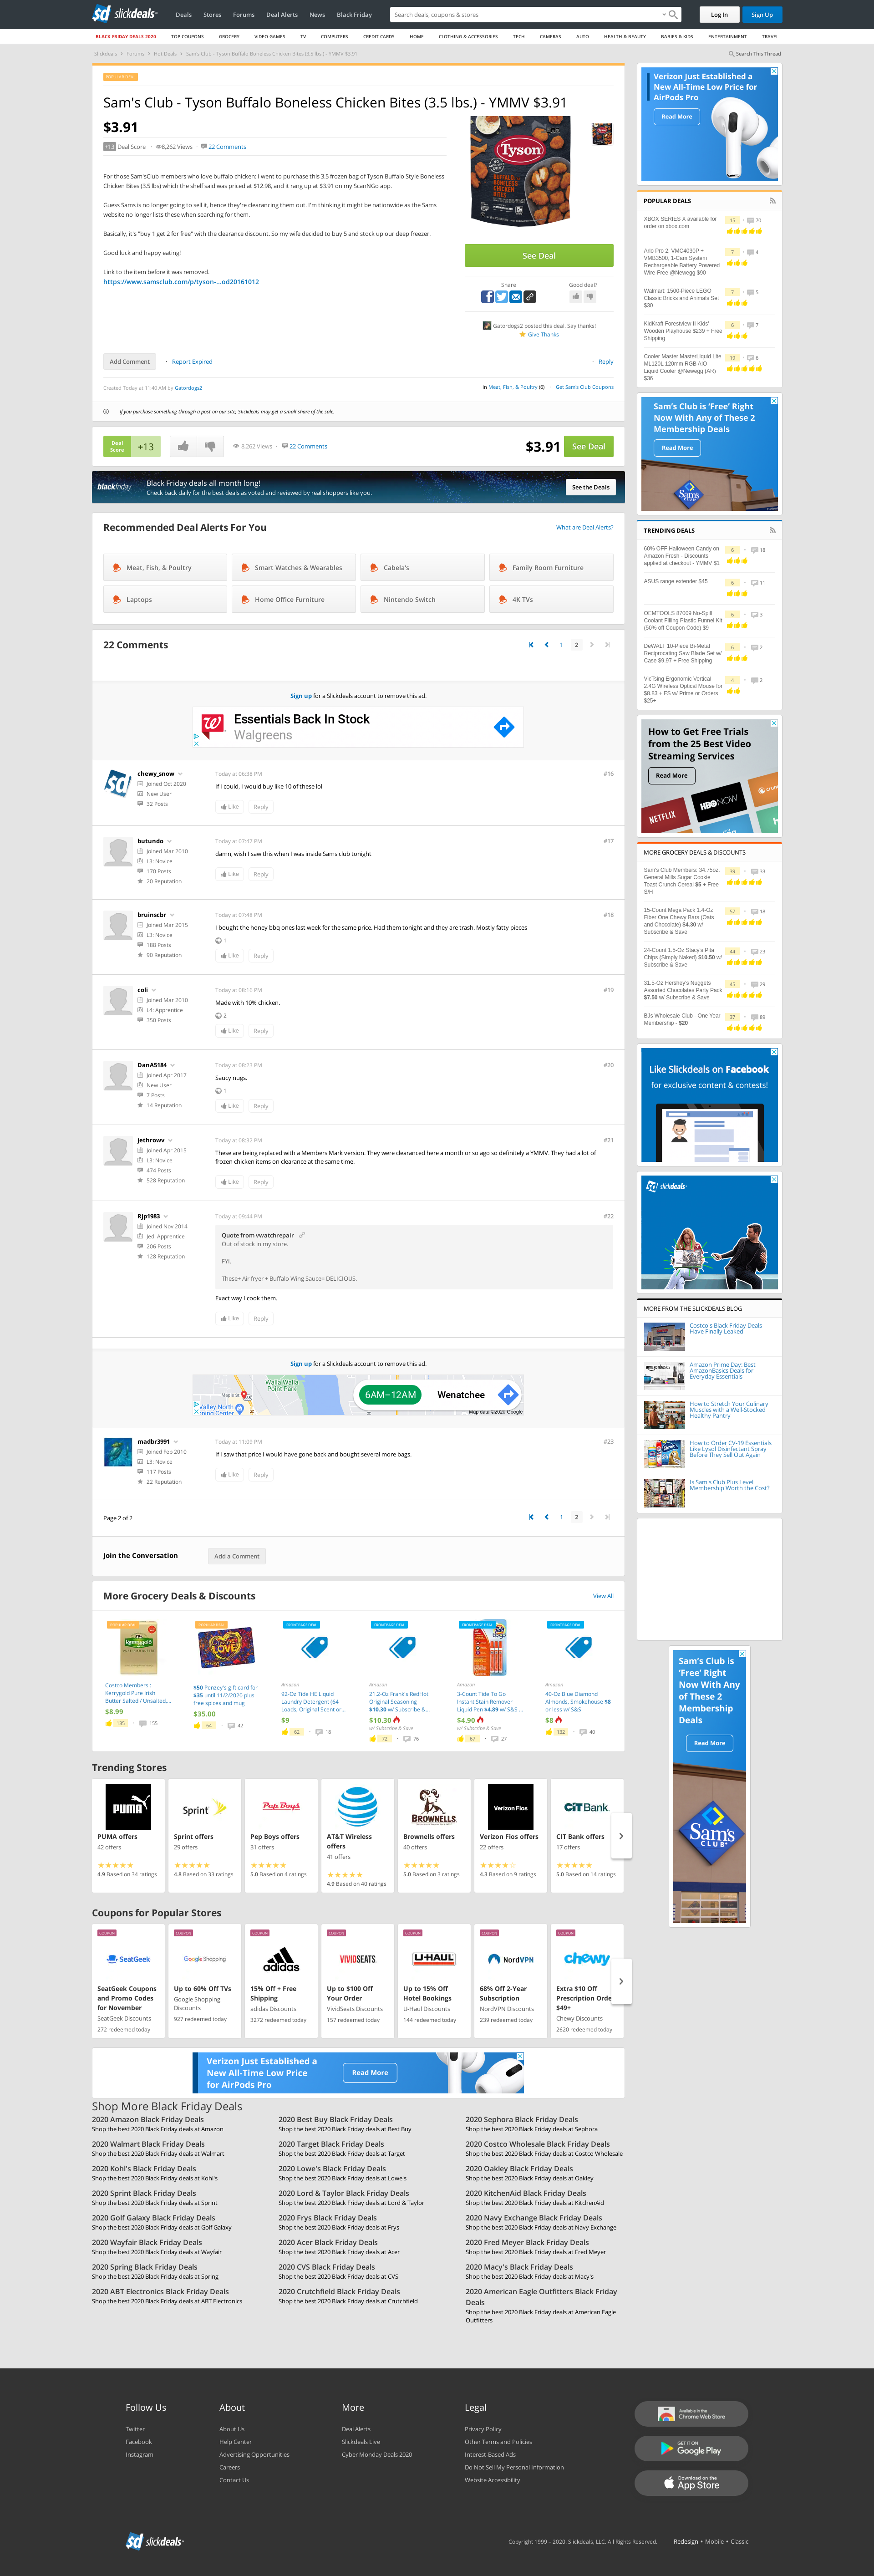 sd slickdeals
Deals Stores Forums Deal Alerts News Black Friday
Search deals, coupons & stores
Log In
Sign Up
BLACK FRIDAY DEALS 2020 TOP COUPONS GROCERY VIDEO GAMES TV COMPUTERS CREDIT CARDS HOME CLOTHING & ACCESSORIES TECH CAMERAS AUTO HEALTH & BEAUTY BABIES & KIDS ENTERTAINMENT TRAVEL
Slickdeals Forums Hot Deals Sam's Club - Tyson Buffalo Boneless Chicken Bites (3.5 lbs.) - YMMV $3.91
Search This Thread
POPULAR DEAL
Sam's Club - Tyson Buffalo Boneless Chicken Bites (3.5 lbs.) - YMMV $3.91
$3.91
+13 Deal Score 8,262 Views 22 Comments
For those Sam'sClub members who love buffalo chicken: I went to purchase this 3.5 frozen bag of Tyson Buffalo Style Boneless
Chicken Bites (3.5 lbs) which the shelf said was priced at $12.98, and it rang up at $3.91 on my ScanNGo app.
Guess Sams is no longer going to sell it, hence they're clearing them out. I'm thinking it might be nationwide as the Sams
website no longer lists these when searching for them.
Basically, it's "buy 1 get 2 for free" with the clearance discount. So my wife decided to buy 5 and stock up our deep freezer.
Good luck and happy eating!
Link to the item before it was removed.
https://www.samsclub.com/p/tyson-...od20161012
Tyson
BUFFALO
BONELESS
CHICKEN BITES
See Deal
Share
Good deal?
Gatordogs2 posted this deal. Say thanks!
Give Thanks
Add Comment
Report Expired
Reply
Created Today at 11:40 AM by Gatordogs2
in Meat, Fish, & Poultry (6) Get Sam's Club Coupons
If you purchase something through a post on our site, Slickdeals may get a small share of the sale.
Deal
Score
+13
8,262 Views 22 Comments
$3.91
See Deal
blackfriday
Black Friday deals all month long!
Check back daily for the best deals as voted and reviewed by real shoppers like you.
See the Deals
Recommended Deal Alerts For You
What are Deal Alerts?
Meat, Fish, & Poultry
Smart Watches & Wearables
Cabela's
Family Room Furniture
Laptops
Home Office Furniture
Nintendo Switch
4K TVs
22 Comments
1 2
Sign up for a Slickdeals account to remove this ad.
Essentials Back In Stock
Walgreens
chewy_snow
Joined Oct 2020
New User
32 Posts
Today at 06:38 PM
#16
If I could, I would buy like 10 of these lol
Like Reply
butundo
Joined Mar 2010
L3: Novice
170 Posts
20 Reputation
Today at 07:47 PM
#17
damn, wish I saw this when I was inside Sams club tonight
Like Reply
bruinscbr
Joined Mar 2015
L3: Novice
188 Posts
90 Reputation
Today at 07:48 PM
#18
I bought the honey bbq ones last week for the same price. Had them tonight and they are trash. Mostly fatty pieces
1
Like Reply
coli
Joined Mar 2010
L4: Apprentice
350 Posts
Today at 08:16 PM
#19
Made with 10% chicken.
2
Like Reply
DanA5184
Joined Apr 2017
New User
7 Posts
14 Reputation
Today at 08:23 PM
#20
Saucy nugs.
1
Like Reply
jethrowv
Joined Apr 2015
L3: Novice
474 Posts
528 Reputation
Today at 08:32 PM
#21
These are being replaced with a Members Mark version. They were clearanced here a month or so ago so definitely a YMMV. They had a lot of
frozen chicken items on clearance at the same time.
Like Reply
Rjp1983
Joined Nov 2014
Jedi Apprentice
206 Posts
128 Reputation
Today at 09:44 PM
#22
Quote from vwatchrepair
Out of stock in my store.
FYI.
These+ Air fryer + Buffalo Wing Sauce= DELICIOUS.
Exact way I cook them.
Like Reply
Sign up for a Slickdeals account to remove this ad.
Walla Walla
Point Park
Maple St
Valley North
6AM–12AM
Wenatchee
Map data ©2020 Google
madbr3991
Joined Feb 2010
L3: Novice
117 Posts
22 Reputation
Today at 11:09 PM
#23
If I saw that price I would have gone back and bought several more bags.
Like Reply
Page 2 of 2
1 2
Join the Conversation
Add a Comment
More Grocery Deals & Discounts
View All
POPULAR DEAL
Kerrygold
Costco Members :
Kerrygold Pure Irish
Butter Salted / Unsalted,...
$8.99
135 155
POPULAR DEAL
LOVE
$50 Penzey's gift card for
$35 until 11/2/2020 plus
free spices and mug
$35.00
64 42
FRONTPAGE DEAL
Amazon
92-Oz Tide HE Liquid
Laundry Detergent (64
Loads, Original Scent or...
$9
62 18
FRONTPAGE DEAL
Amazon
21.2-Oz Frank's RedHot
Original Seasoning
$10.30 w/ Subscribe &...
$10.30
w/ Subscribe & Save
72 76
FRONTPAGE DEAL
Amazon
3-Count Tide To Go
Instant Stain Remover
Liquid Pen $4.89 w/ S&S ...
$4.90
w/ Subscribe & Save
67 27
FRONTPAGE DEAL
Amazon
40-Oz Blue Diamond
Almonds, Smokehouse $8
or less w/ S&S
$8
132 40
Trending Stores
PUMA
PUMA offers
42 offers
4.9 Based on 34 ratings
Sprint
Sprint offers
29 offers
4.8 Based on 33 ratings
Pep Boys
Pep Boys offers
31 offers
5.0 Based on 4 ratings
AT&T Wireless
offers
41 offers
4.9 Based on 40 ratings
BROWNELLS
Brownells offers
40 offers
5.0 Based on 3 ratings
Verizon Fios
Verizon Fios offers
22 offers
4.3 Based on 9 ratings
CIT Bank
CIT Bank offers
17 offers
5.0 Based on 14 ratings
Coupons for Popular Stores
COUPON
SeatGeek
SeatGeek Coupons
and Promo Codes
for November
SeatGeek Discounts
272 redeemed today
COUPON
Google Shopping
Up to 60% Off TVs
Google Shopping
Discounts
927 redeemed today
COUPON
adidas
15% Off + Free
Shipping
adidas Discounts
3272 redeemed today
COUPON
VIVIDSEATS
Up to $100 Off
Your Order
VividSeats Discounts
157 redeemed today
COUPON
U-HAUL
Up to 15% Off
Hotel Bookings
U-Haul Discounts
144 redeemed today
COUPON
NordVPN
68% Off 2-Year
Subscription
NordVPN Discounts
239 redeemed today
COUPON
chewy
Extra $10 Off
Prescription Orde
$49+
Chewy Discounts
2620 redeemed today
Verizon Just Established a
New All-Time Low Price
for AirPods Pro
Read More
Shop More Black Friday Deals
2020 Amazon Black Friday Deals
Shop the best 2020 Black Friday deals at Amazon
2020 Best Buy Black Friday Deals
Shop the best 2020 Black Friday deals at Best Buy
2020 Sephora Black Friday Deals
Shop the best 2020 Black Friday deals at Sephora
2020 Walmart Black Friday Deals
Shop the best 2020 Black Friday deals at Walmart
2020 Target Black Friday Deals
Shop the best 2020 Black Friday deals at Target
2020 Costco Wholesale Black Friday Deals
Shop the best 2020 Black Friday deals at Costco Wholesale
2020 Kohl's Black Friday Deals
Shop the best 2020 Black Friday deals at Kohl's
2020 Lowe's Black Friday Deals
Shop the best 2020 Black Friday deals at Lowe's
2020 Oakley Black Friday Deals
Shop the best 2020 Black Friday deals at Oakley
2020 Sprint Black Friday Deals
Shop the best 2020 Black Friday deals at Sprint
2020 Lord & Taylor Black Friday Deals
Shop the best 2020 Black Friday deals at Lord & Taylor
2020 KitchenAid Black Friday Deals
Shop the best 2020 Black Friday deals at KitchenAid
2020 Golf Galaxy Black Friday Deals
Shop the best 2020 Black Friday deals at Golf Galaxy
2020 Frys Black Friday Deals
Shop the best 2020 Black Friday deals at Frys
2020 Navy Exchange Black Friday Deals
Shop the best 2020 Black Friday deals at Navy Exchange
2020 Wayfair Black Friday Deals
Shop the best 2020 Black Friday deals at Wayfair
2020 Acer Black Friday Deals
Shop the best 2020 Black Friday deals at Acer
2020 Fred Meyer Black Friday Deals
Shop the best 2020 Black Friday deals at Fred Meyer
2020 Spring Black Friday Deals
Shop the best 2020 Black Friday deals at Spring
2020 CVS Black Friday Deals
Shop the best 2020 Black Friday deals at CVS
2020 Macy's Black Friday Deals
Shop the best 2020 Black Friday deals at Macy's
2020 ABT Electronics Black Friday Deals
Shop the best 2020 Black Friday deals at ABT Electronics
2020 Crutchfield Black Friday Deals
Shop the best 2020 Black Friday deals at Crutchfield
2020 American Eagle Outfitters Black Friday
Deals
Shop the best 2020 Black Friday deals at American Eagle
Outfitters
Verizon Just Established a
New All-Time Low Price for
AirPods Pro
Read More
POPULAR DEALS
XBOX SERIES X available for
order on xbox.com
15 70
Arlo Pro 2, VMC4030P +
VMB3500, 1-Cam System
Rechargeable Battery Powered
Wire-Free @Newegg $90
7 4
Walmart: 1500-Piece LEGO
Classic Bricks and Animals Set
$30
7 5
KidKraft Forestview II Kids'
Wooden Playhouse $239 + Free
Shipping
6 7
Cooler Master MasterLiquid Lite
ML120L 120mm RGB AIO
Liquid Cooler @Newegg (AR)
$36
19 6
Sam's Club is 'Free' Right
Now With Any of These 2
Membership Deals
Read More
Sam's
TRENDING DEALS
60% OFF Halloween Candy on
Amazon Fresh - Discounts
applied at checkout - YMMV $1
6 18
ASUS range extender $45
6 11
OEMTOOLS 87009 No-Spill
Coolant Filling Plastic Funnel Kit
(50% off Coupon Code) $9
6 3
DeWALT 10-Piece Bi-Metal
Reciprocating Saw Blade Set w/
Case $9.97 + Free Shipping
6 2
VicTsing Ergonomic Vertical
2.4G Wireless Optical Mouse for
$8.93 + FS w/ Prime or Orders
$25+
4 2
How to Get Free Trials
from the 25 Best Video
Streaming Services
Read More
NETFLIX
HBO NOW
MORE GROCERY DEALS & DISCOUNTS
Sam's Club Members: 34.75oz.
General Mills Sugar Cookie
Toast Crunch Cereal $5 + Free
S/H
39 33
15-Count Mega Pack 1.4-Oz
Fiber One Chewy Bars (Oats
and Chocolate) $4.30 w/
Subscribe & Save
57 18
24-Count 1.5-Oz Stacy's Pita
Chips (Simply Naked) $10.50 w/
Subscribe & Save
44 23
31.5-Oz Hershey's Nuggets
Assorted Chocolates Party Pack
$7.50 w/ Subscribe & Save
45 29
BJs Wholesale Club - One Year
Membership - $20
37 89
Like Slickdeals on Facebook
for exclusive content & contests!
sd slickdeals
MORE FROM THE SLICKDEALS BLOG
Costco's Black Friday Deals
Have Finally Leaked
Amazon Prime Day: Best
AmazonBasics Deals for
Everyday Essentials
How to Stretch Your Culinary
Muscles with a Well-Stocked
Healthy Pantry
How to Order CV-19 Essentials
Like Lysol Disinfectant Spray
Before They Sell Out Again
Is Sam's Club Plus Level
Membership Worth the Cost?
Sam's Club is
'Free' Right
Now With Any
of These 2
Membership
Deals
Read More
Sam's
CLUB
Follow Us
Twitter
Facebook
Instagram
About
About Us
Help Center
Advertising Opportunities
Careers
Contact Us
More
Deal Alerts
Slickdeals Live
Cyber Monday Deals 2020
Legal
Privacy Policy
Other Terms and Policies
Interest-Based Ads
Do Not Sell My Personal Information
Website Accessibility
Available in the
Chrome Web Store
GET IT ON
Google Play
Download on the
App Store
sd slickdeals
Copyright 1999 – 2020. Slickdeals, LLC. All Rights Reserved. Redesign • Mobile • Classic